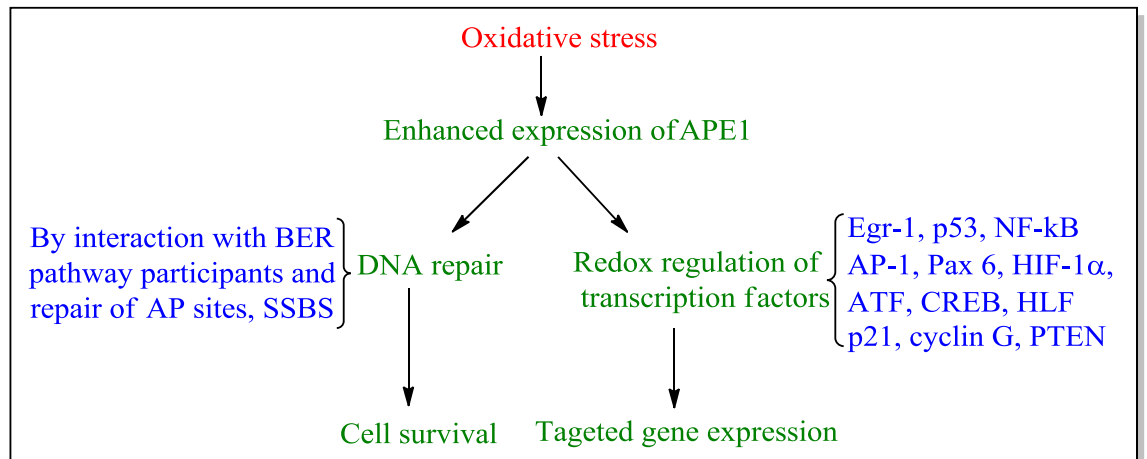 Oxidative stress
Enhanced expression of APE1
By interaction with BER
pathway participants and
repair of AP sites, SSBS
DNA repair
Redox regulation of
transcription factors
Egr-1, p53, NF-kB
AP-1, Pax 6, HIF-1α,
ATF, CREB, HLF
p21, cyclin G, PTEN
Cell survival
Tageted gene expression